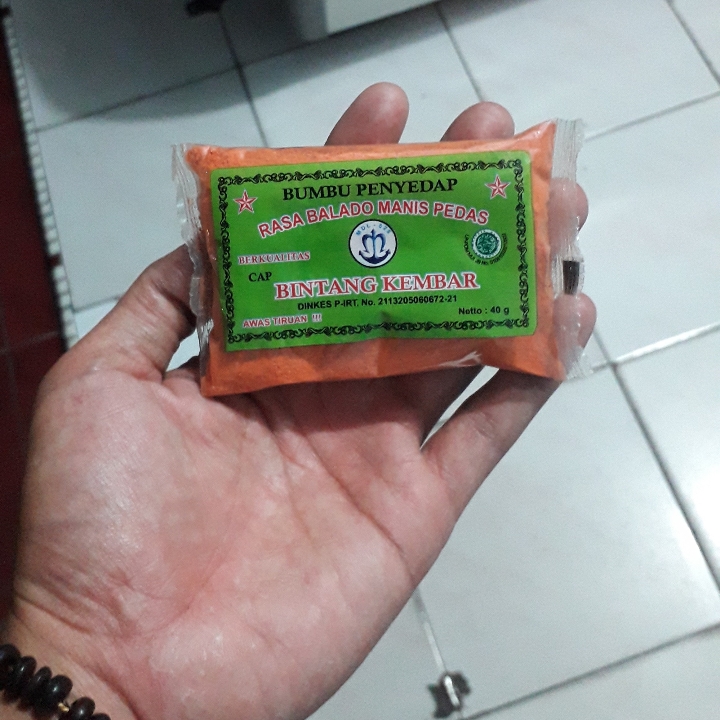 BUMBU PENYEDAP
RASA BALADO MANIS PEDAS
BERKUALITAS
CAP
BINTANG KEMBAR
DINKES P-IRT. No. 2113205060672-21
AWAS TIRUAN !!!
Netto : 40 g